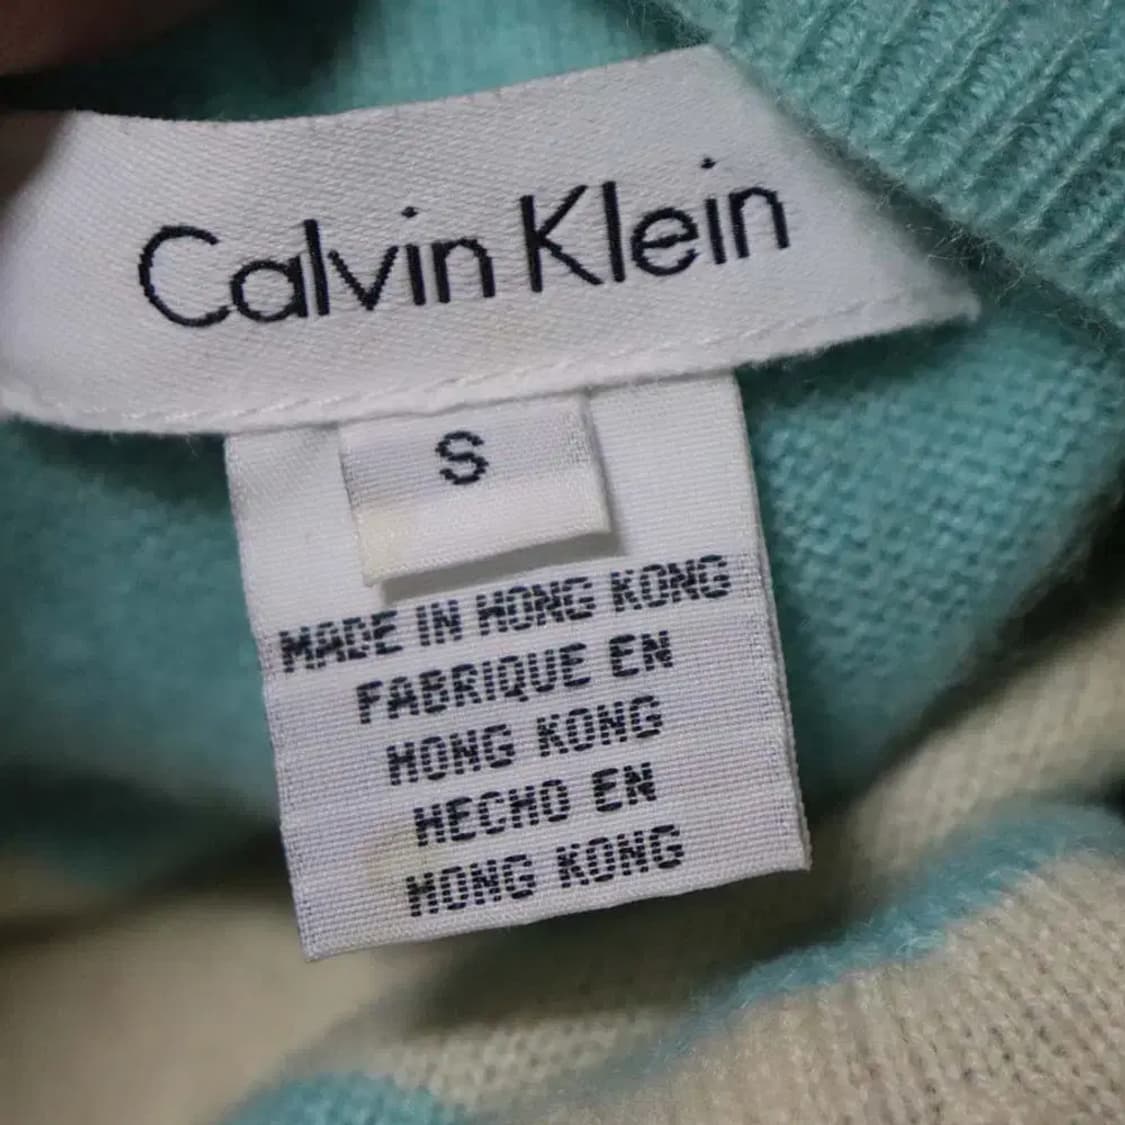 Calvin Klein
S
MADE IN HONG KONG
FABRIQUE EN
HONG KONG
HECHO EN
HONG KONG